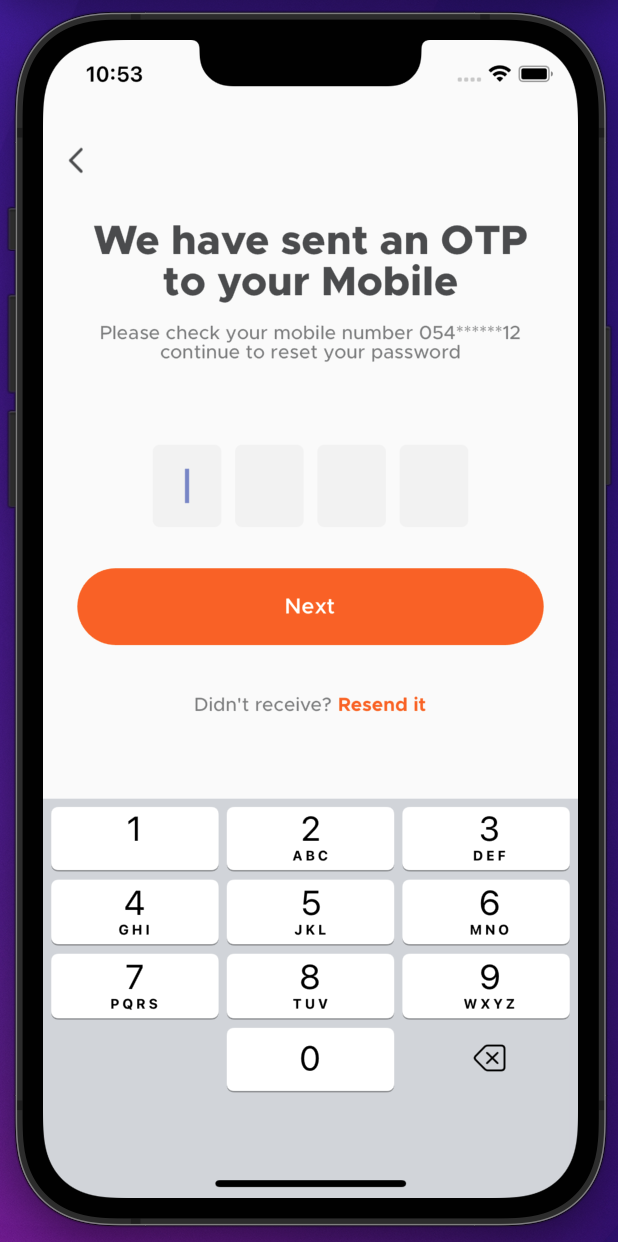 10:53
We have sent an OTP
to your Mobile
Please check your mobile number 054******12
continue to reset your password
Next
Didn't receive? Resend it
1
2
ABC
3
DEF
4
GHI
5
JKL
6
MNO
7
PQRS
8
TUV
9
WXYZ
0